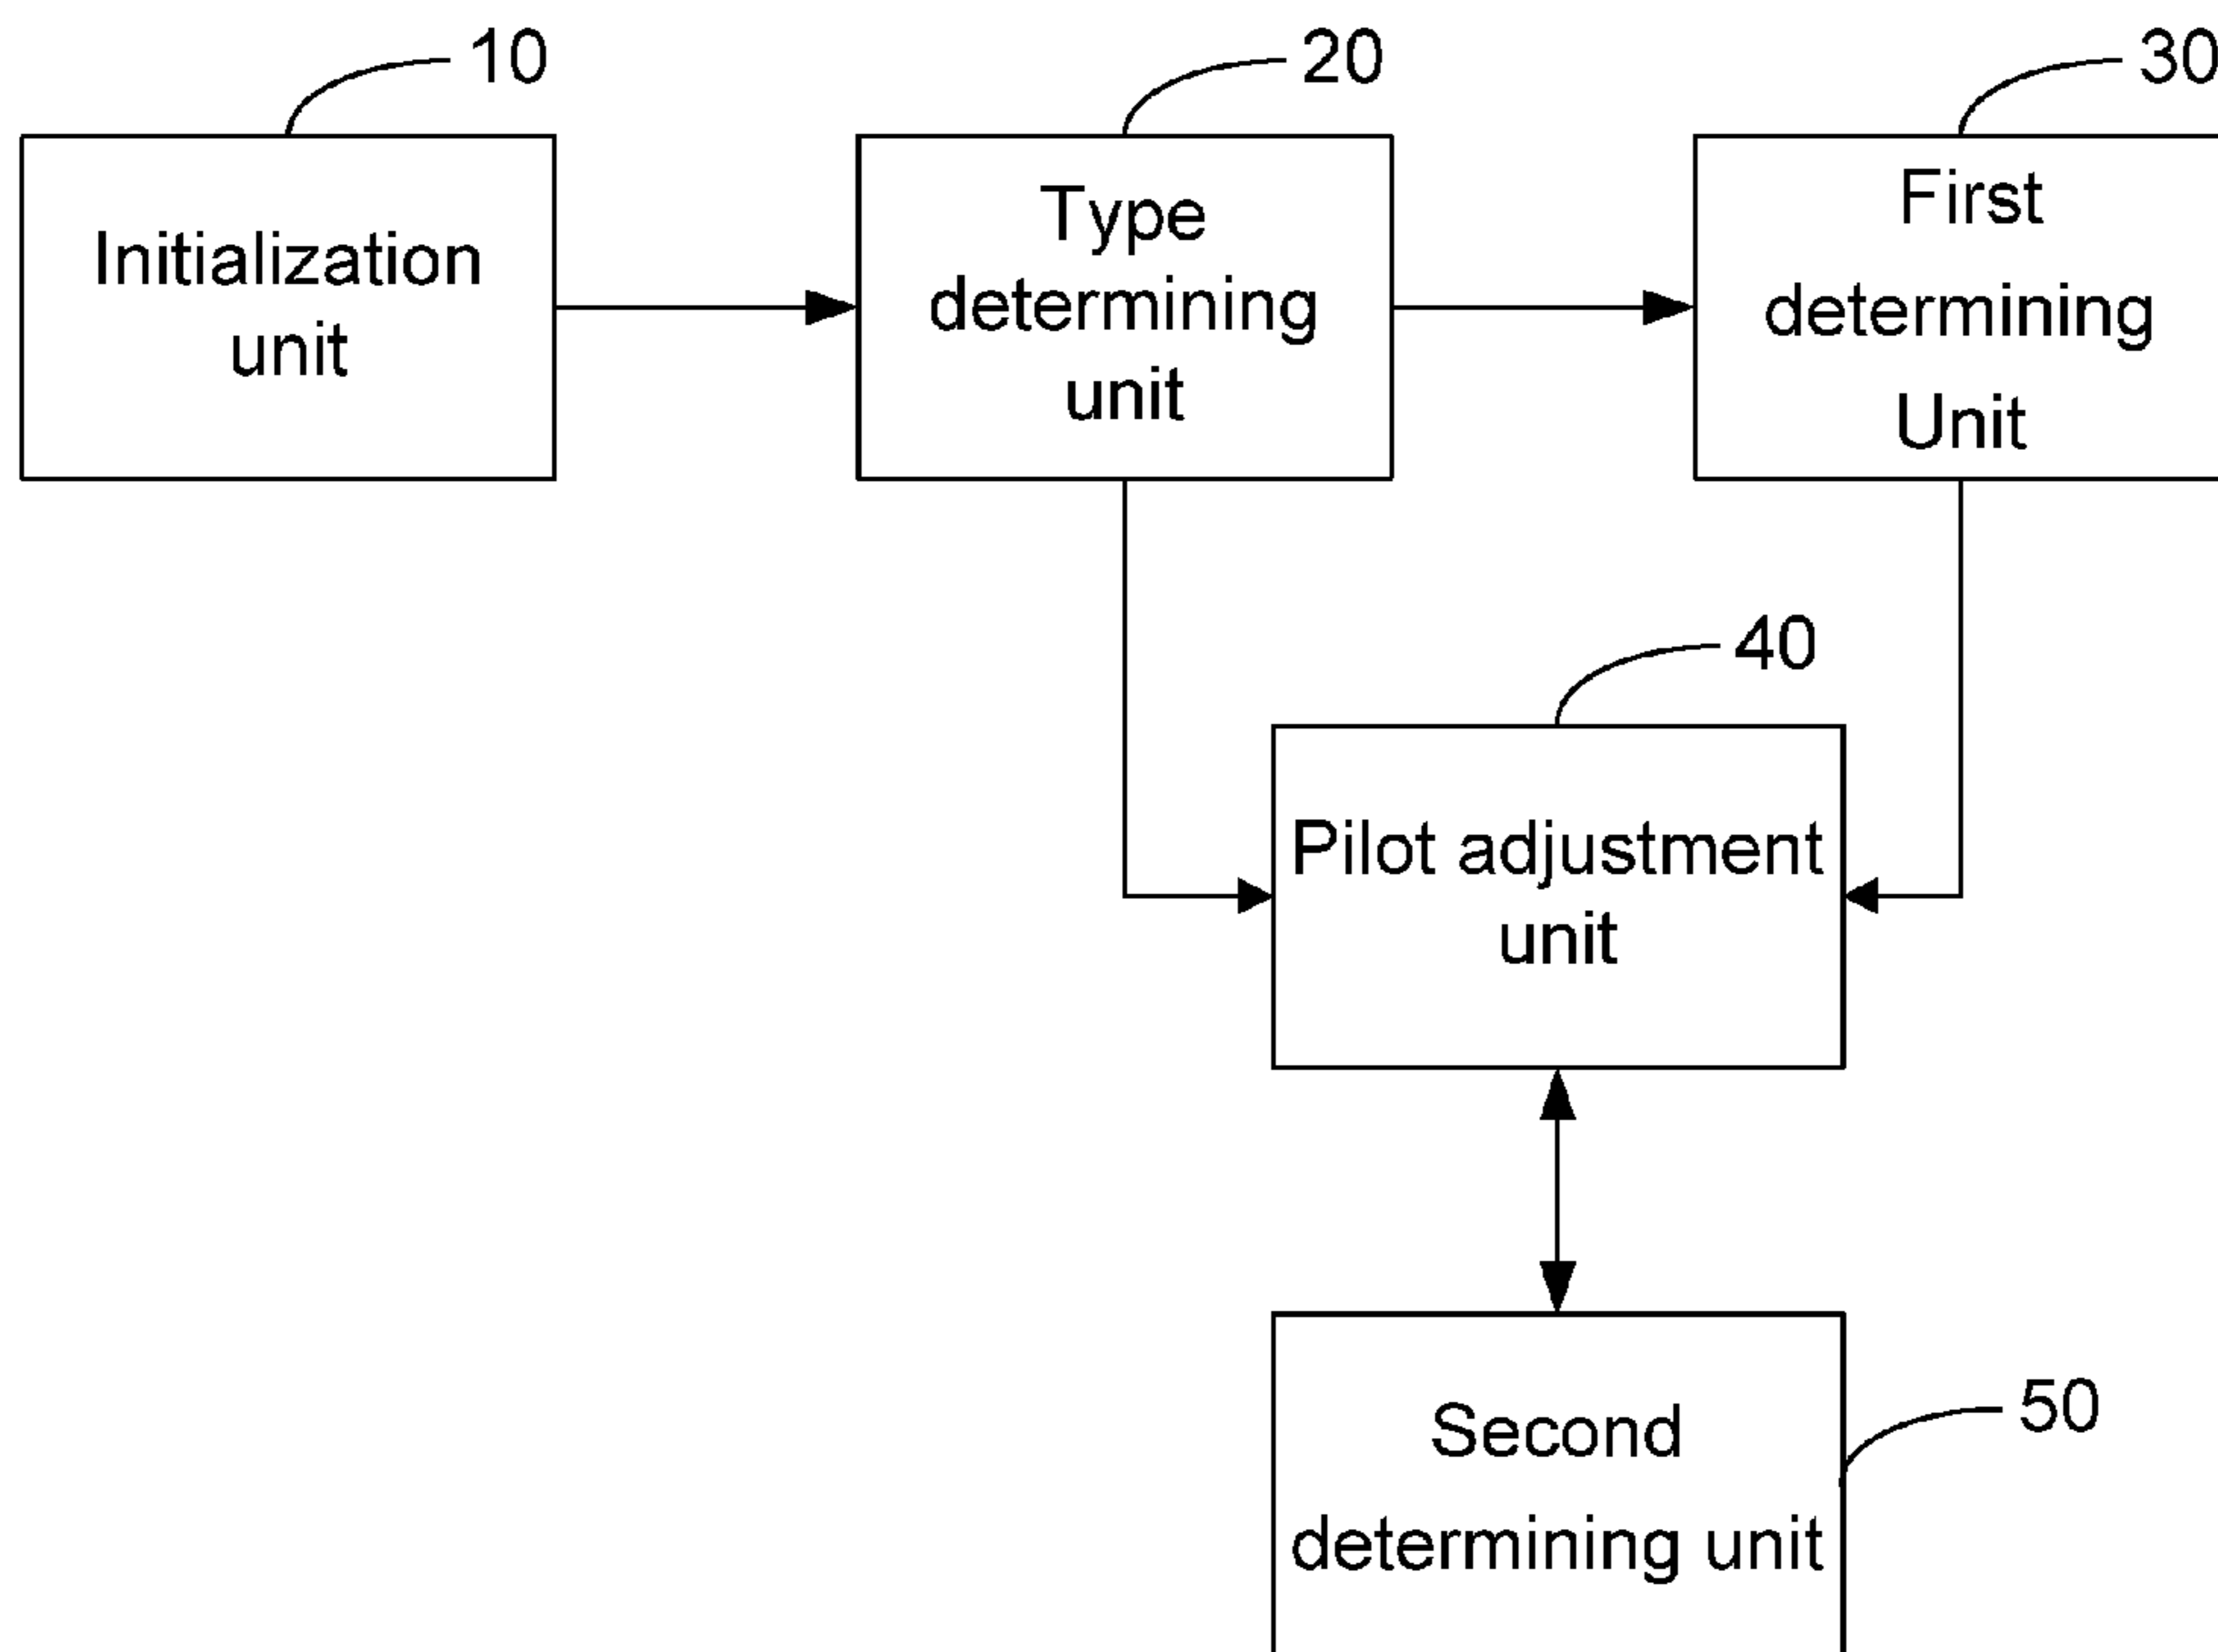 10
20
30
Initialization
unit
Type
determining
unit
First
determining
Unit
40
Pilot adjustment
unit
50
Second
determining unit